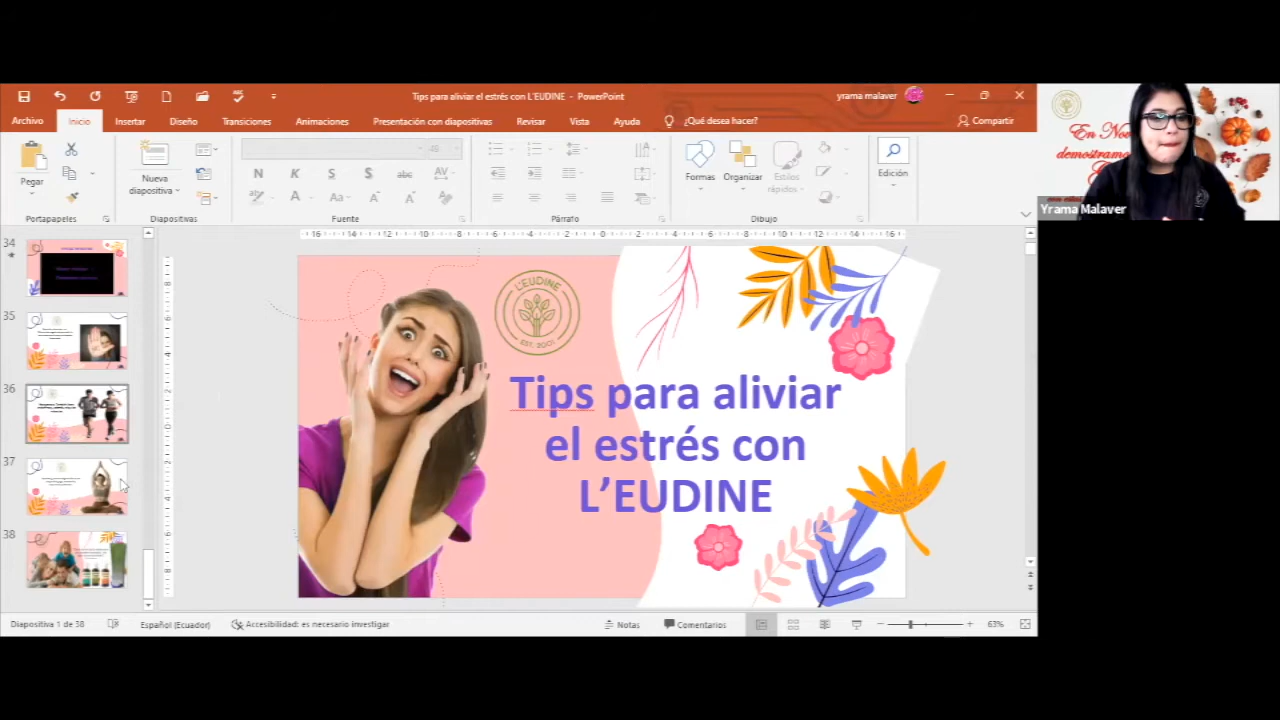 Tips para aliviar el estrés con L'EUDINE - PowerPoint
yrama malaver
Archivo
Inicio
Insertar
Diseño
Transiciones
Animaciones
Presentación con diapositivas
Revisar
Vista
Ayuda
¿Qué desea hacer?
Compartir
Pegar
Nueva
diapositiva
Formas
Organizar
Estilos
rápidos
Edición
Portapapeles
Diapositivas
Fuente
Párrafo
Dibujo
En Nov
demostram
Yrama Malaver
34
35
36
37
38
L'EUDINE
EST. 2001
Tips para aliviar
el estrés con
L’EUDINE
Diapositiva 1 de 38
Español (Ecuador)
Accesibilidad: es necesario investigar
Notas
Comentarios
63%